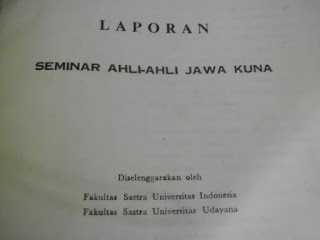 LAPORAN
SEMINAR AHLI-AHLI JAWA KUNA
Diselenggarakan oleh
Fakultas Sastra Universitas Indonesia
Fakultas Sastra Universitas Udayana